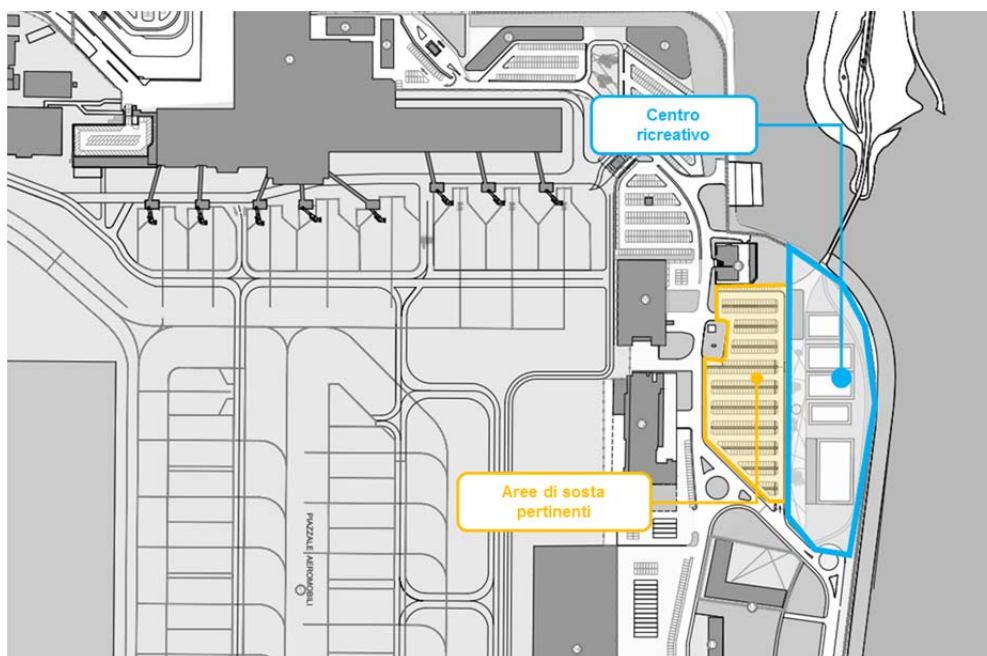 Centro
ricreativo
Aree di sosta
pertinenti
PIAZZALE AEROMOBILI